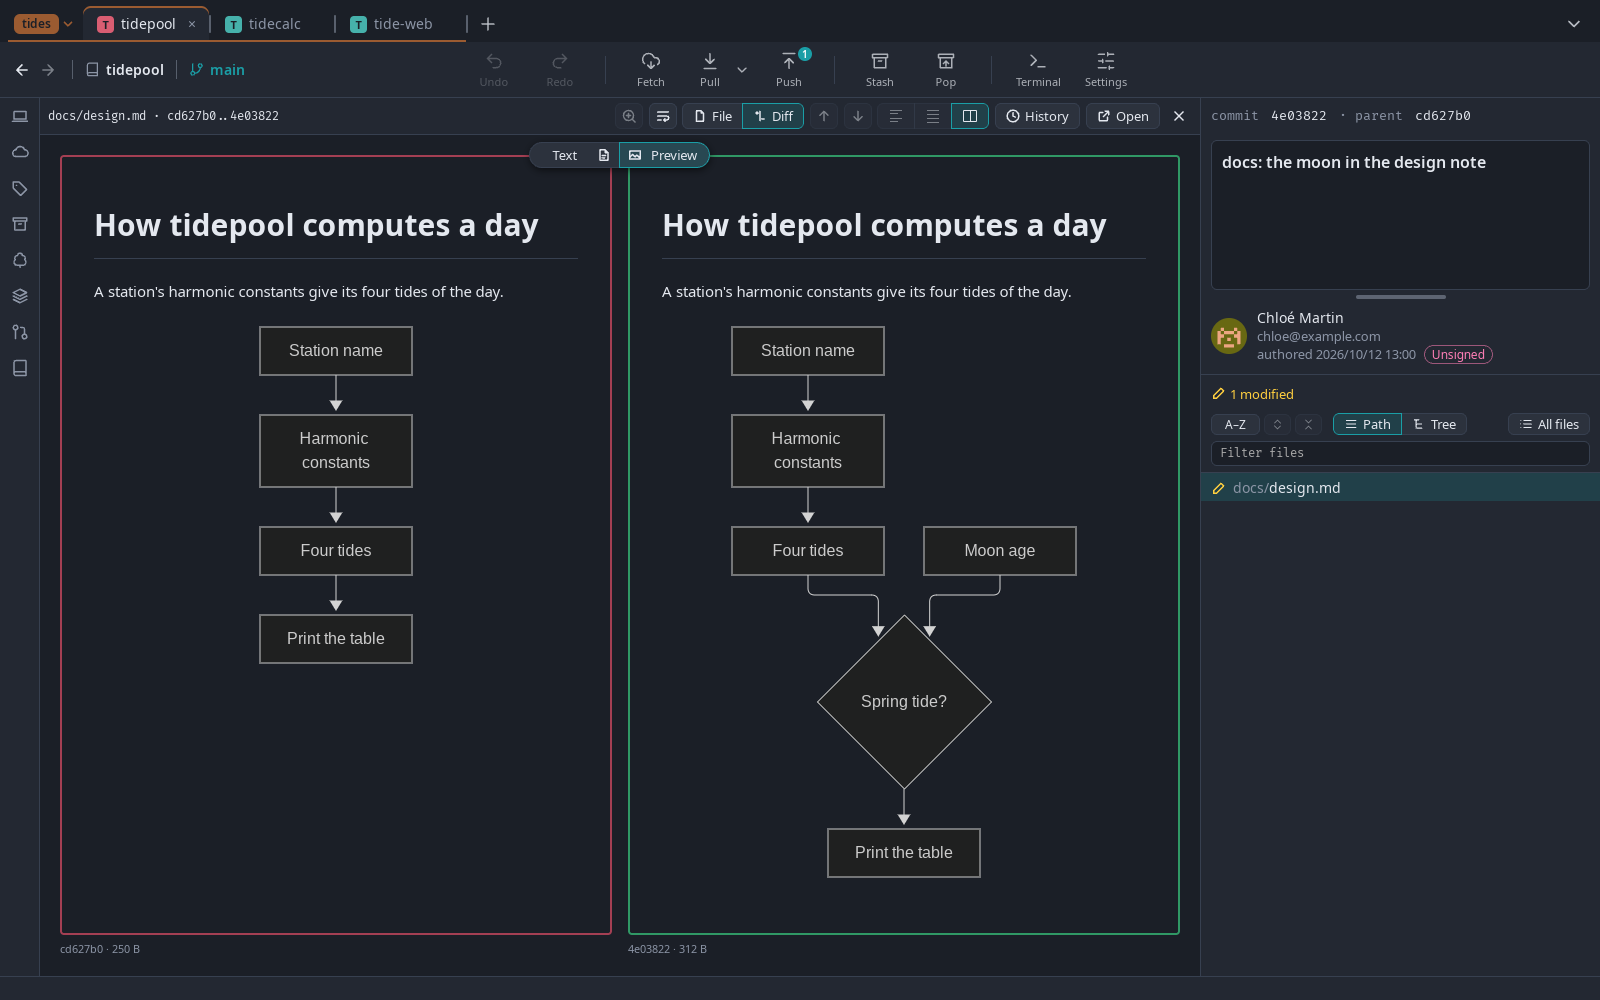 tides
T tidepool ×
T tidecalc
T tide-web
tidepool
main
Undo
Redo
Fetch
Pull
Push
1
Stash
Pop
Terminal
Settings
docs/design.md · cd627b0..4e03822
File
Diff
History
Open
Text
Preview
How tidepool computes a day
A station's harmonic constants give its four tides of the day.
Station name
Harmonic
constants
Four tides
Print the table
cd627b0 · 250 B
How tidepool computes a day
A station's harmonic constants give its four tides of the day.
Station name
Harmonic
constants
Four tides
Moon age
Spring tide?
Print the table
4e03822 · 312 B
commit 4e03822 · parent cd627b0
docs: the moon in the design note
Chloé Martin
chloe@example.com
authored 2026/10/12 13:00 Unsigned
1 modified
A–Z
Path
Tree
All files
Filter files
docs/design.md